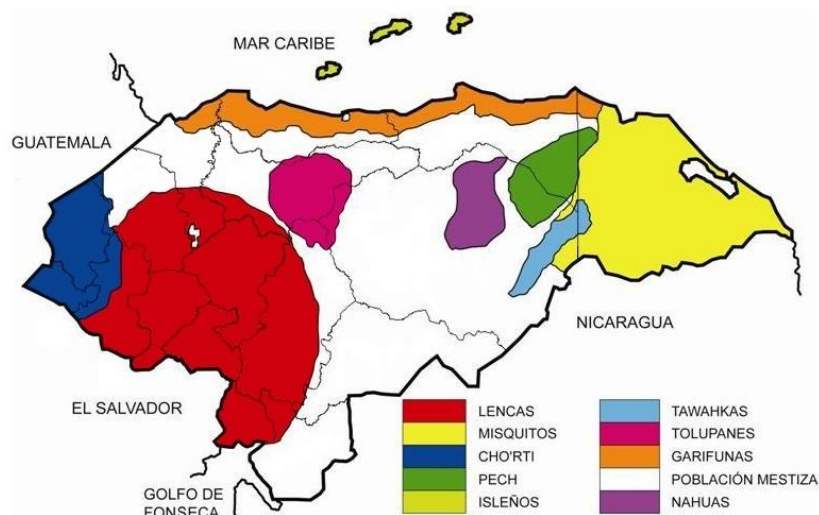 MAR CARIBE
GUATEMALA
NICARAGUA
EL SALVADOR
GOLFO DE
FONSECA
LENCAS
MISQUITOS
CHO'RTI
PECH
ISLEÑOS
TAWAHKAS
TOLUPANES
GARIFUNAS
POBLACIÓN MESTIZA
NAHUAS